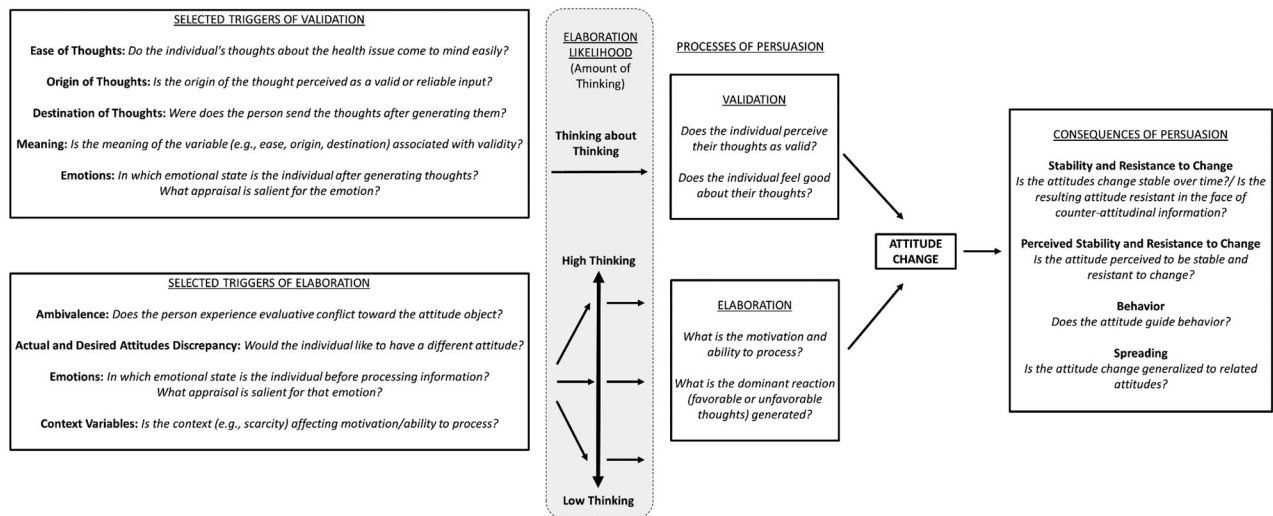 SELECTED TRIGGERS OF VALIDATION
Ease of Thoughts: Do the individual's thoughts about the health issue come to mind easily?
Origin of Thoughts: Is the origin of the thought perceived as a valid or reliable input?
Destination of Thoughts: Were does the person send the thoughts after generating them?
Meaning: Is the meaning of the variable (e.g., ease, origin, destination) associated with validity?
Emotions: In which emotional state is the individual after generating thoughts?
What appraisal is salient for the emotion?
SELECTED TRIGGERS OF ELABORATION
Ambivalence: Does the person experience evaluative conflict toward the attitude object?
Actual and Desired Attitudes Discrepancy: Would the individual like to have a different attitude?
Emotions: In which emotional state is the individual before processing information?
What appraisal is salient for that emotion?
Context Variables: Is the context (e.g., scarcity) affecting motivation/ability to process?
ELABORATION
LIKELIHOOD
(Amount of
Thinking)
Thinking about
Thinking
High Thinking
Low Thinking
PROCESSES OF PERSUASION
VALIDATION
Does the individual perceive
their thoughts as valid?
Does the individual feel good
about their thoughts?
ELABORATION
What is the motivation and
ability to process?
What is the dominant reaction
(favorable or unfavorable
thoughts) generated?
ATTITUDE
CHANGE
CONSEQUENCES OF PERSUASION
Stability and Resistance to Change
Is the attitudes change stable over time?/ Is the
resulting attitude resistant in the face of
counter-attitudinal information?
Perceived Stability and Resistance to Change
Is the attitude perceived to be stable and
resistant to change?
Behavior
Does the attitude guide behavior?
Spreading
Is the attitude change generalized to related
attitudes?